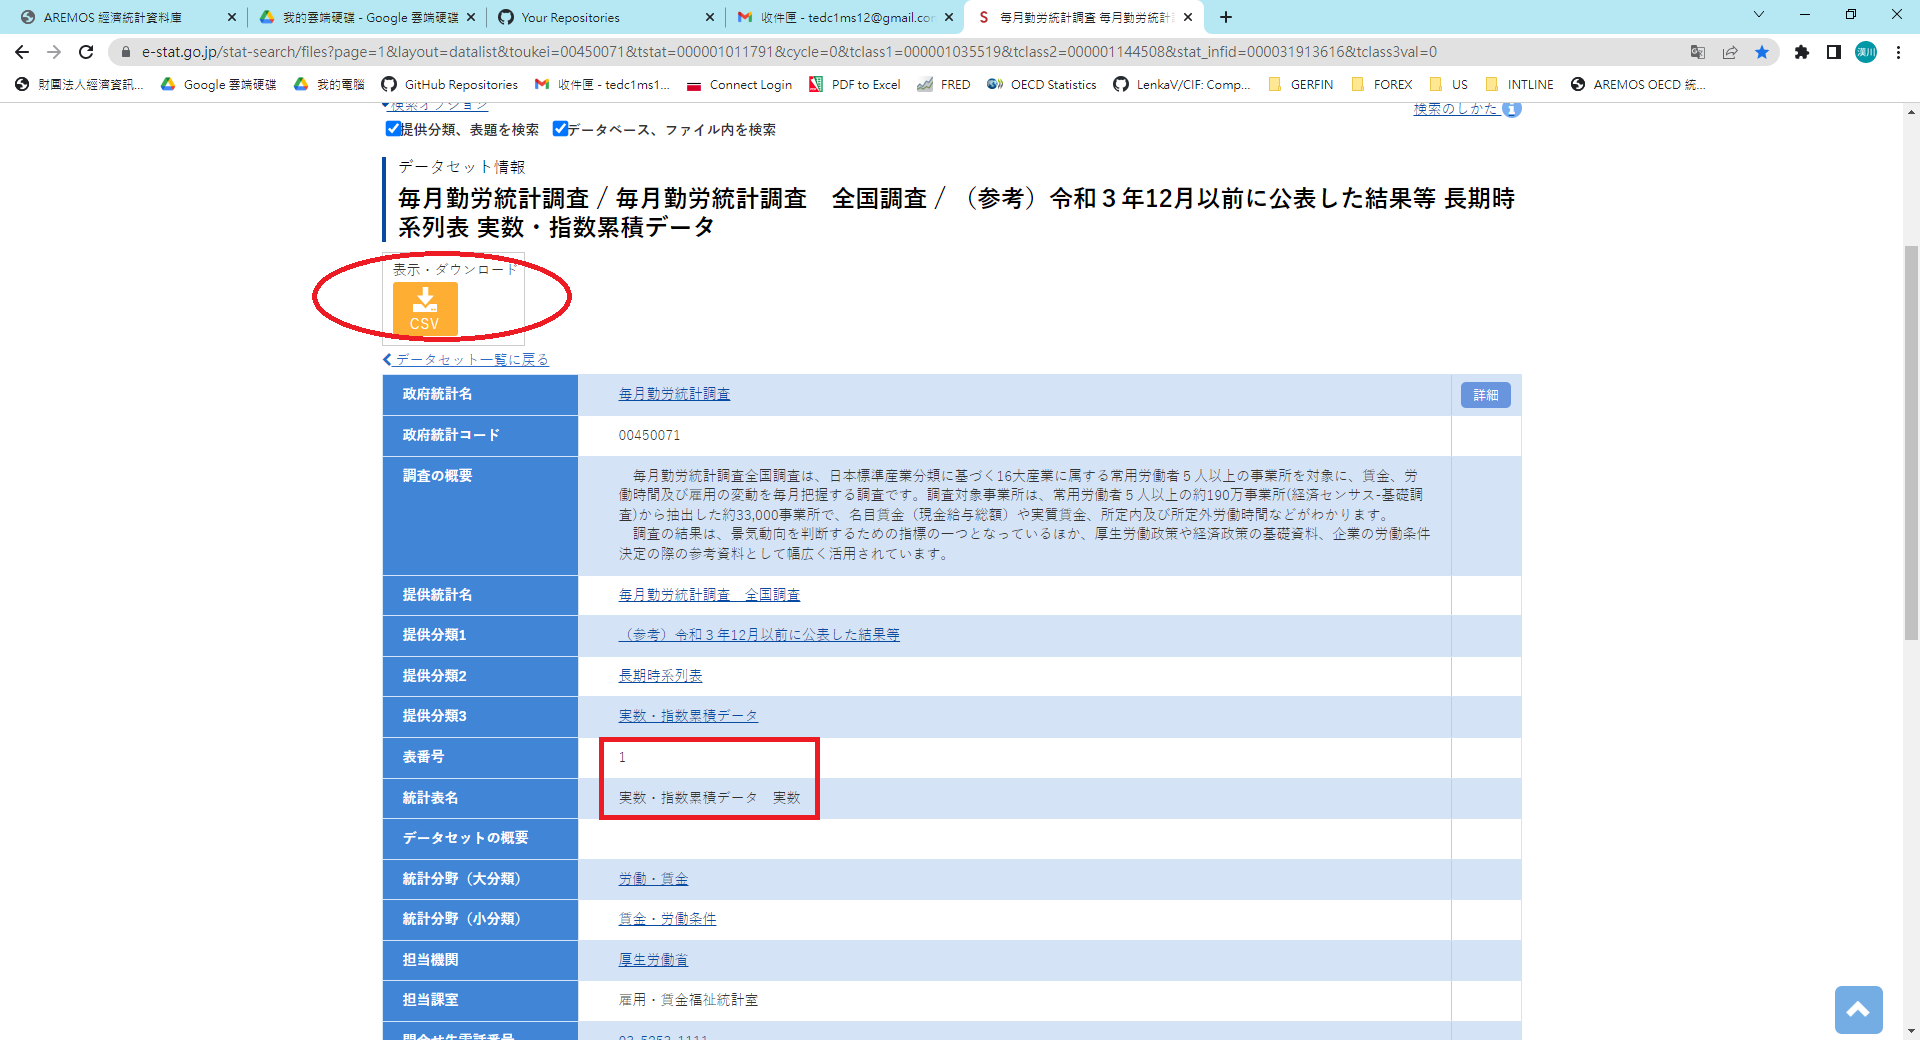 AREMOS 經濟統計資料庫
我的雲端硬碟 - Google 雲端硬碟
Your Repositories
收件匣 - tedc1ms12@gmail.co
毎月勤労統計調査 毎月勤労統計
e-stat.go.jp/stat-search/files?page=1&layout=datalist&toukei=00450071&tstat=000001011791&cycle=0&tclass1=000001035519&tclass2=000001144508&stat_infid=000031913616&tclass3val=0
漢川
財團法人經濟資訊...
Google 雲端硬碟
我的電腦
GitHub Repositories
收件匣 - tedc1ms1...
Connect Login
PDF to Excel
FRED
OECD Statistics
LenkaV/CIF: Comp...
GERFIN
FOREX
US
INTLINE
AREMOS OECD 統...
検索オプション
検索のしかた
提供分類、表題を検索 データベース、ファイル内を検索
データセット情報
毎月勤労統計調査 / 毎月勤労統計調査　全国調査 / （参考）令和３年12月以前に公表した結果等 長期時
系列表 実数・指数累積データ
表示・ダウンロード
CSV
データセット一覧に戻る
政府統計名 毎月勤労統計調査 詳細
政府統計コード 00450071
調査の概要 　毎月勤労統計調査全国調査は、日本標準産業分類に基づく16大産業に属する常用労働者５人以上の事業所を対象に、賃金、労
働時間及び雇用の変動を毎月把握する調査です。調査対象事業所は、常用労働者５人以上の約190万事業所(経済センサス-基礎調
査)から抽出した約33,000事業所で、名目賃金（現金給与総額）や実質賃金、所定内及び所定外労働時間などがわかります。
　調査の結果は、景気動向を判断するための指標の一つとなっているほか、厚生労働政策や経済政策の基礎資料、企業の労働条件
決定の際の参考資料として幅広く活用されています。
提供統計名 毎月勤労統計調査　全国調査
提供分類1 （参考）令和３年12月以前に公表した結果等
提供分類2 長期時系列表
提供分類3 実数・指数累積データ
表番号 1
統計表名 実数・指数累積データ　実数
データセットの概要
統計分野（大分類） 労働・賃金
統計分野（小分類） 賃金・労働条件
担当機関 厚生労働省
担当課室 雇用・賃金福祉統計室
問合せ先電話番号 03-5253-1111